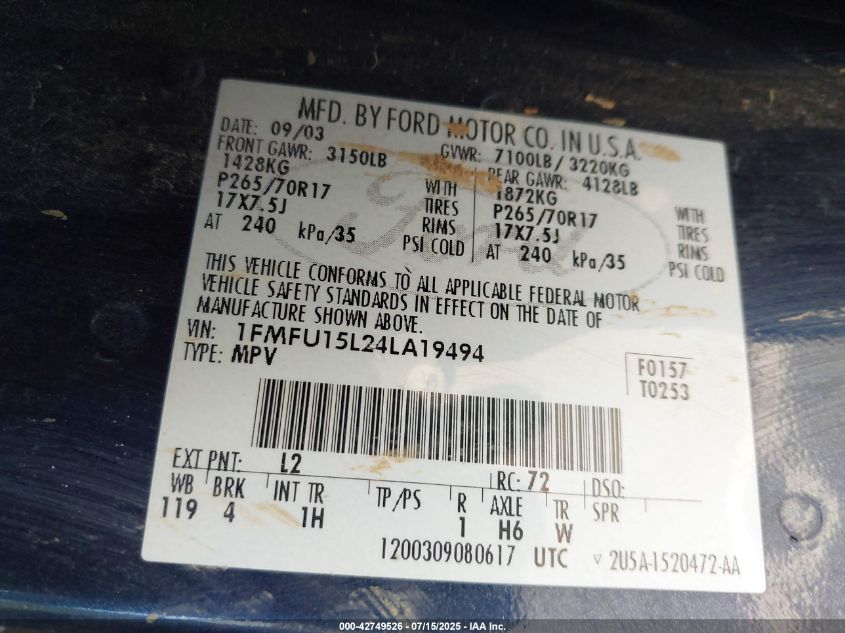 MFD. BY FORD MOTOR CO. IN U.S.A.
DATE: 09/03 GVWR: 7100LB/ 3220KG
FRONT GAWR: 3150LB REAR GAWR: 4128LB
1428KG WITH 1872KG WITH
P265/70R17 TIRES P265/70R17 TIRES
17X7.5J RIMS 17X7.5J RIMS
AT 240 kPa/35 PSI COLD AT 240 kPa/35 PSI COLD
Ford
THIS VEHICLE CONFORMS TO ALL APPLICABLE FEDERAL MOTOR
VEHICLE SAFETY STANDARDS IN EFFECT ON THE DATE OF
MANUFACTURE SHOWN ABOVE.
VIN: 1FMFU15L24LA19494
TYPE: MPV
F0157
T0253
EXT PNT: L2 RC: 72 DSO:
WB BRK INT TR TP/PS R AXLE TR SPR
119 4 1H 1 H6 W
1200309080617 UTC ▽ 2U5A-1520472-AA
000-42749526 - 07/15/2025 - IAA Inc.